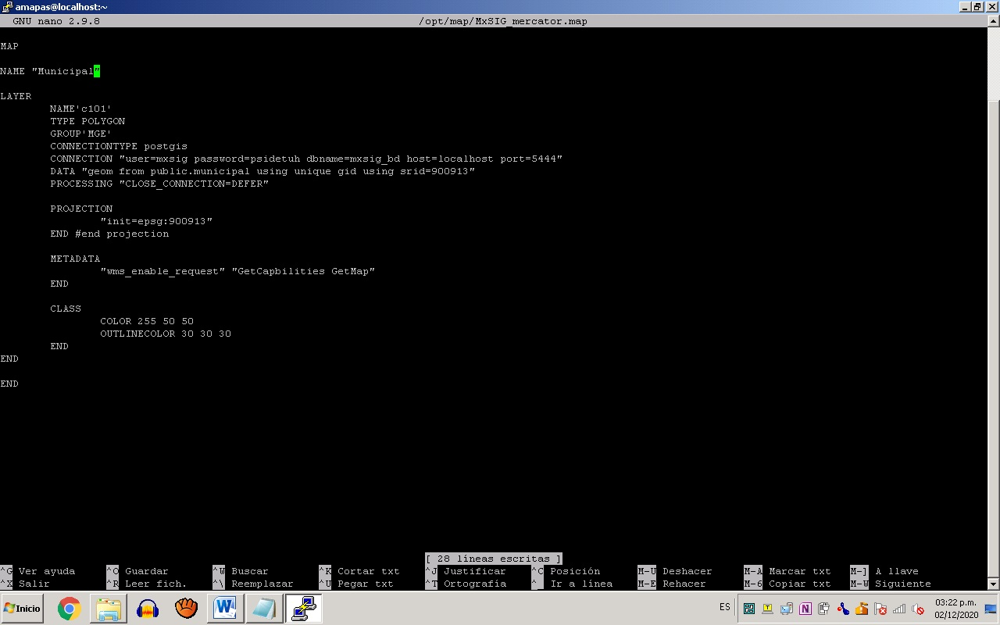 amapas@localhost:~
GNU nano 2.9.8 /opt/map/MxSIG_mercator.map
MAP
NAME "Municipal"
LAYER
NAME'c101'
TYPE POLYGON
GROUP'MGE'
CONNECTIONTYPE postgis
CONNECTION "user=mxsig password=psidetuh dbname=mxsig_bd host=localhost port=5444"
DATA "geom from public.municipal using unique gid using srid=900913"
PROCESSING "CLOSE_CONNECTION=DEFER"
PROJECTION
"init=epsg:900913"
END #end projection
METADATA
"wms_enable_request" "GetCapbilities GetMap"
END
CLASS
COLOR 255 50 50
OUTLINECOLOR 30 30 30
END
END
END
[ 28 líneas escritas ]
^G Ver ayuda ^O Guardar ^W Buscar ^K Cortar txt ^J Justificar ^C Posición M-U Deshacer M-A Marcar txt M-] A llave
^X Salir ^R Leer fich. ^\ Reemplazar ^U Pegar txt ^T Ortografía ^_ Ir a línea M-E Rehacer M-6 Copiar txt M-W Siguiente
Inicio ES 03:22 p.m.
02/12/2020